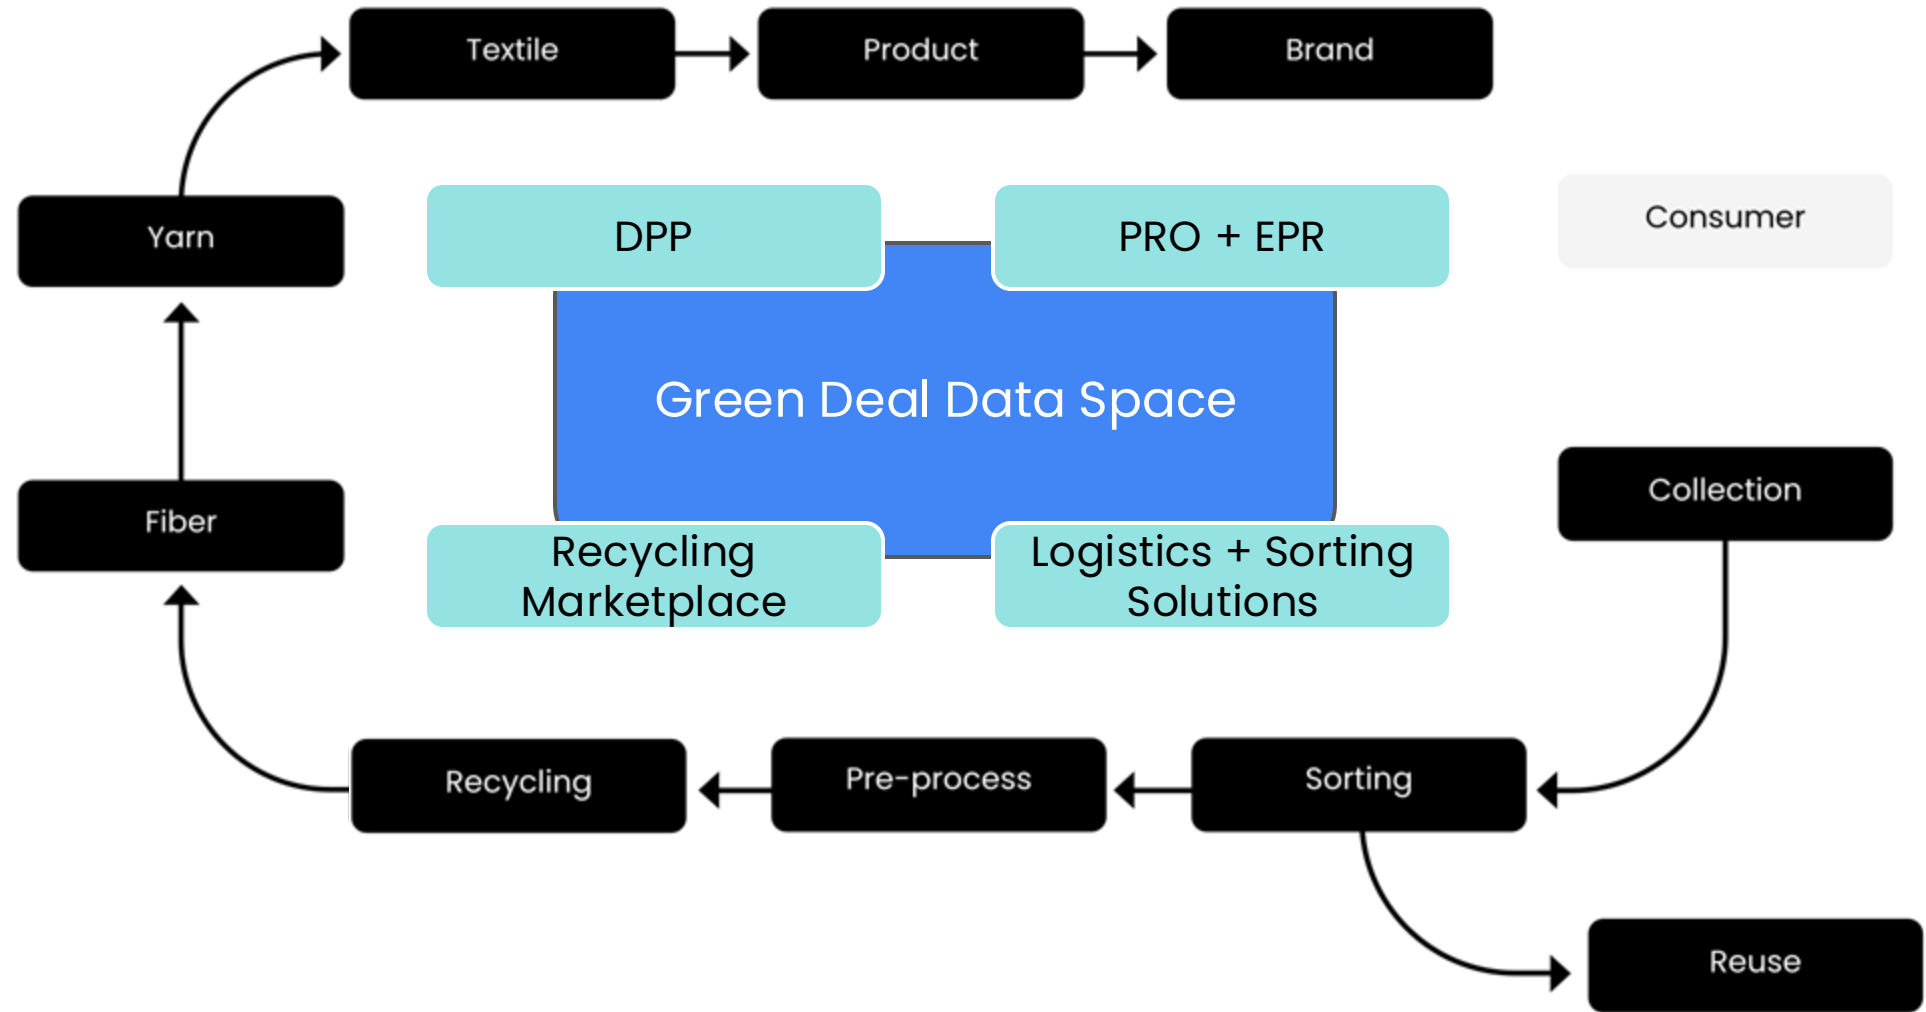 Textile
Product
Brand
Yarn
DPP
PRO + EPR
Consumer
Green Deal Data Space
Fiber
Collection
Recycling
Marketplace
Logistics + Sorting
Solutions
Recycling
Pre-process
Sorting
Reuse